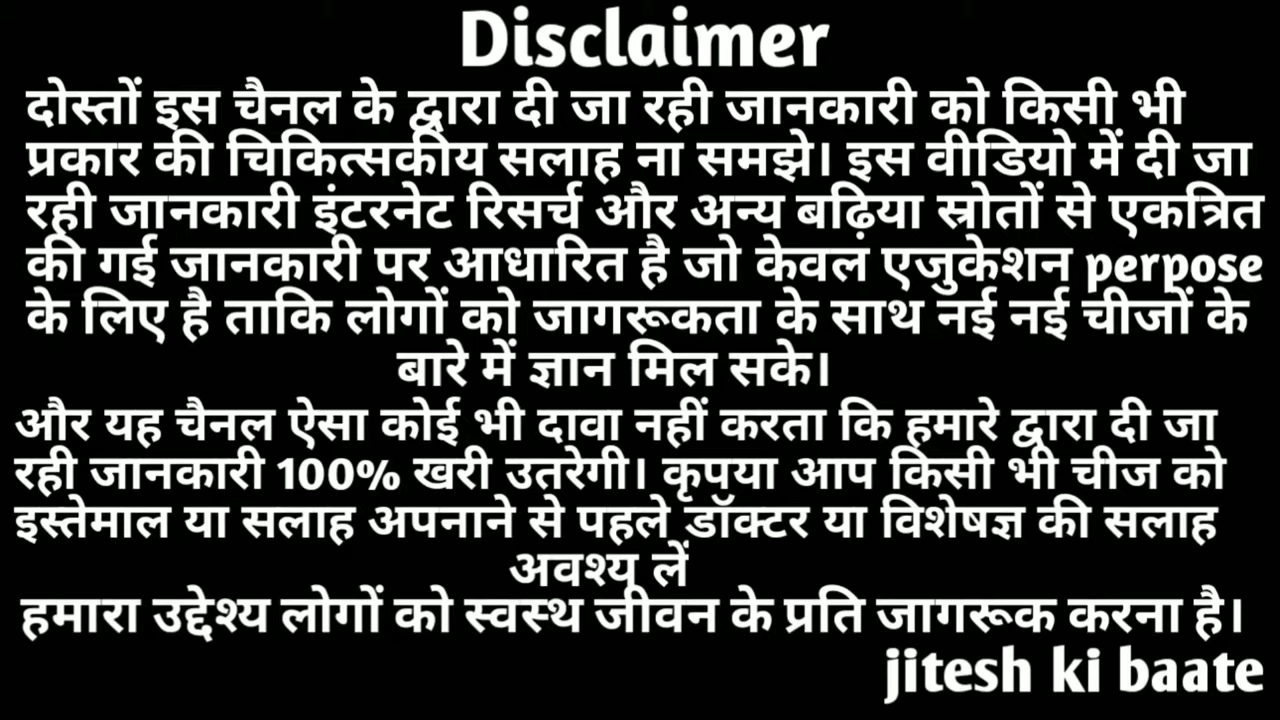 Disclaimer
दोस्तों इस चैनल के द्वारा दी जा रही जानकारी को किसी भी
प्रकार की चिकित्सकीय सलाह ना समझे। इस वीडियो में दी जा
रही जानकारी इंटरनेट रिसर्च और अन्य बढ़िया स्रोतों से एकत्रित
की गई जानकारी पर आधारित है जो केवल एजुकेशन perpose
के लिए है ताकि लोगों को जागरूकता के साथ नई नई चीजों के
बारे में ज्ञान मिल सके।
और यह चैनल ऐसा कोई भी दावा नहीं करता कि हमारे द्वारा दी जा
रही जानकारी 100% खरी उतरेगी। कृपया आप किसी भी चीज को
इस्तेमाल या सलाह अपनाने से पहले डॉक्टर या विशेषज्ञ की सलाह
अवश्य लें
हमारा उद्देश्य लोगों को स्वस्थ जीवन के प्रति जागरूक करना है।
jitesh ki baate